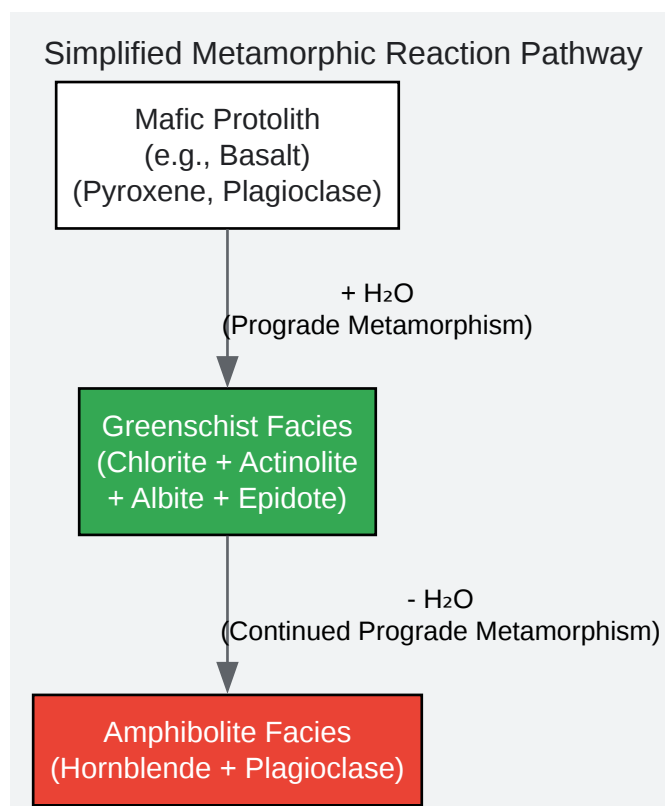 Simplified Metamorphic Reaction Pathway
Mafic Protolith
(e.g., Basalt)
(Pyroxene, Plagioclase)
+ H₂O
(Prograde Metamorphism)
Greenschist Facies
(Chlorite + Actinolite
+ Albite + Epidote)
- H₂O
(Continued Prograde Metamorphism)
Amphibolite Facies
(Hornblende + Plagioclase)